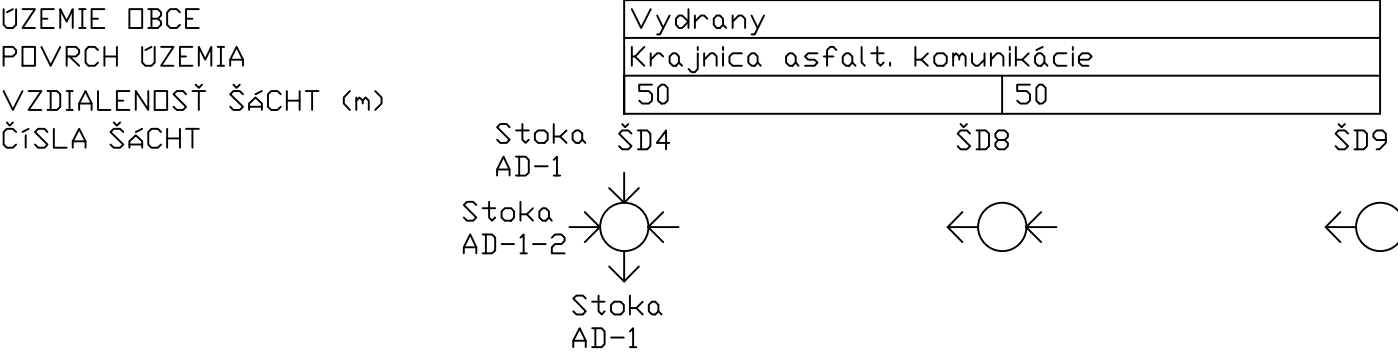 ÚZEMIE OBCE Vydrany
POVRCH ÚZEMIA Krajnica asfalt. komunikácie
VZDIALENOSŤ ŠÁCHT (m) 50 50
ČÍSLA ŠÁCHT ŠD4 ŠD8 ŠD9
Stoka
AD-1
Stoka
AD-1-2
Stoka
AD-1